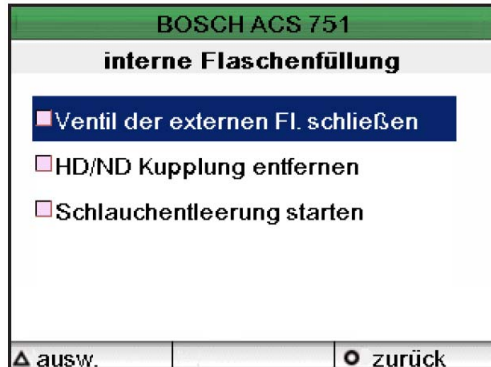 BOSCH ACS 751
interne Flaschenfüllung
Ventil der externen Fl. schließen
HD/ND Kupplung entfernen
Schlauchentleerung starten
ausw. zurück